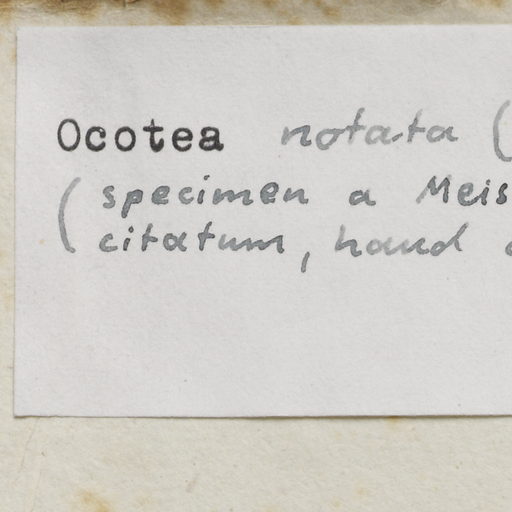 Ocotea notata (
(specimen a Meis
citatum, haud